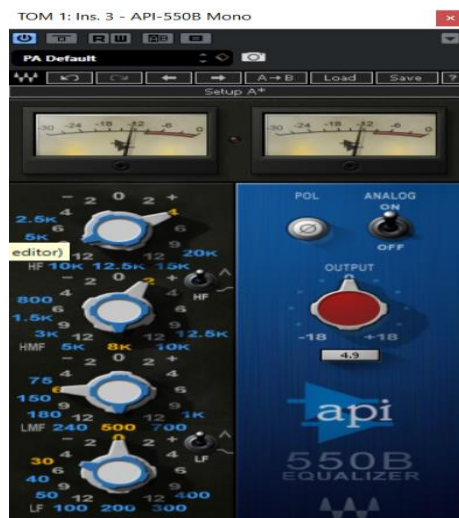 TOM 1: Ins. 3 - API-550B Mono
PA Default
A→B Load Save ?
Setup A*
-30 -24 -18 -12 -6 0
-30 -24 -18 -12 -6 0
POL ANALOG
ON
OFF
- 2 0 2 +
4 4
2.5K 6
5K 9
editor)
20K
HF 10K 12.5K 15K
HF
- 2 0 2 +
800 4 4
6
1.5K 9
3K 12 12 12.5K
HMF 5K 8K 10K
OUTPUT
-18 +18
4.9
- 2 0 2 +
75 4 4
6 6
150 9 9
180 12 12 1K
LMF 240 500 700
- 2 0 2 +
LF
30 4 4
6 6
40 9 9
50 12 12 400
LF 100 200 300
api
550B
EQUALIZER